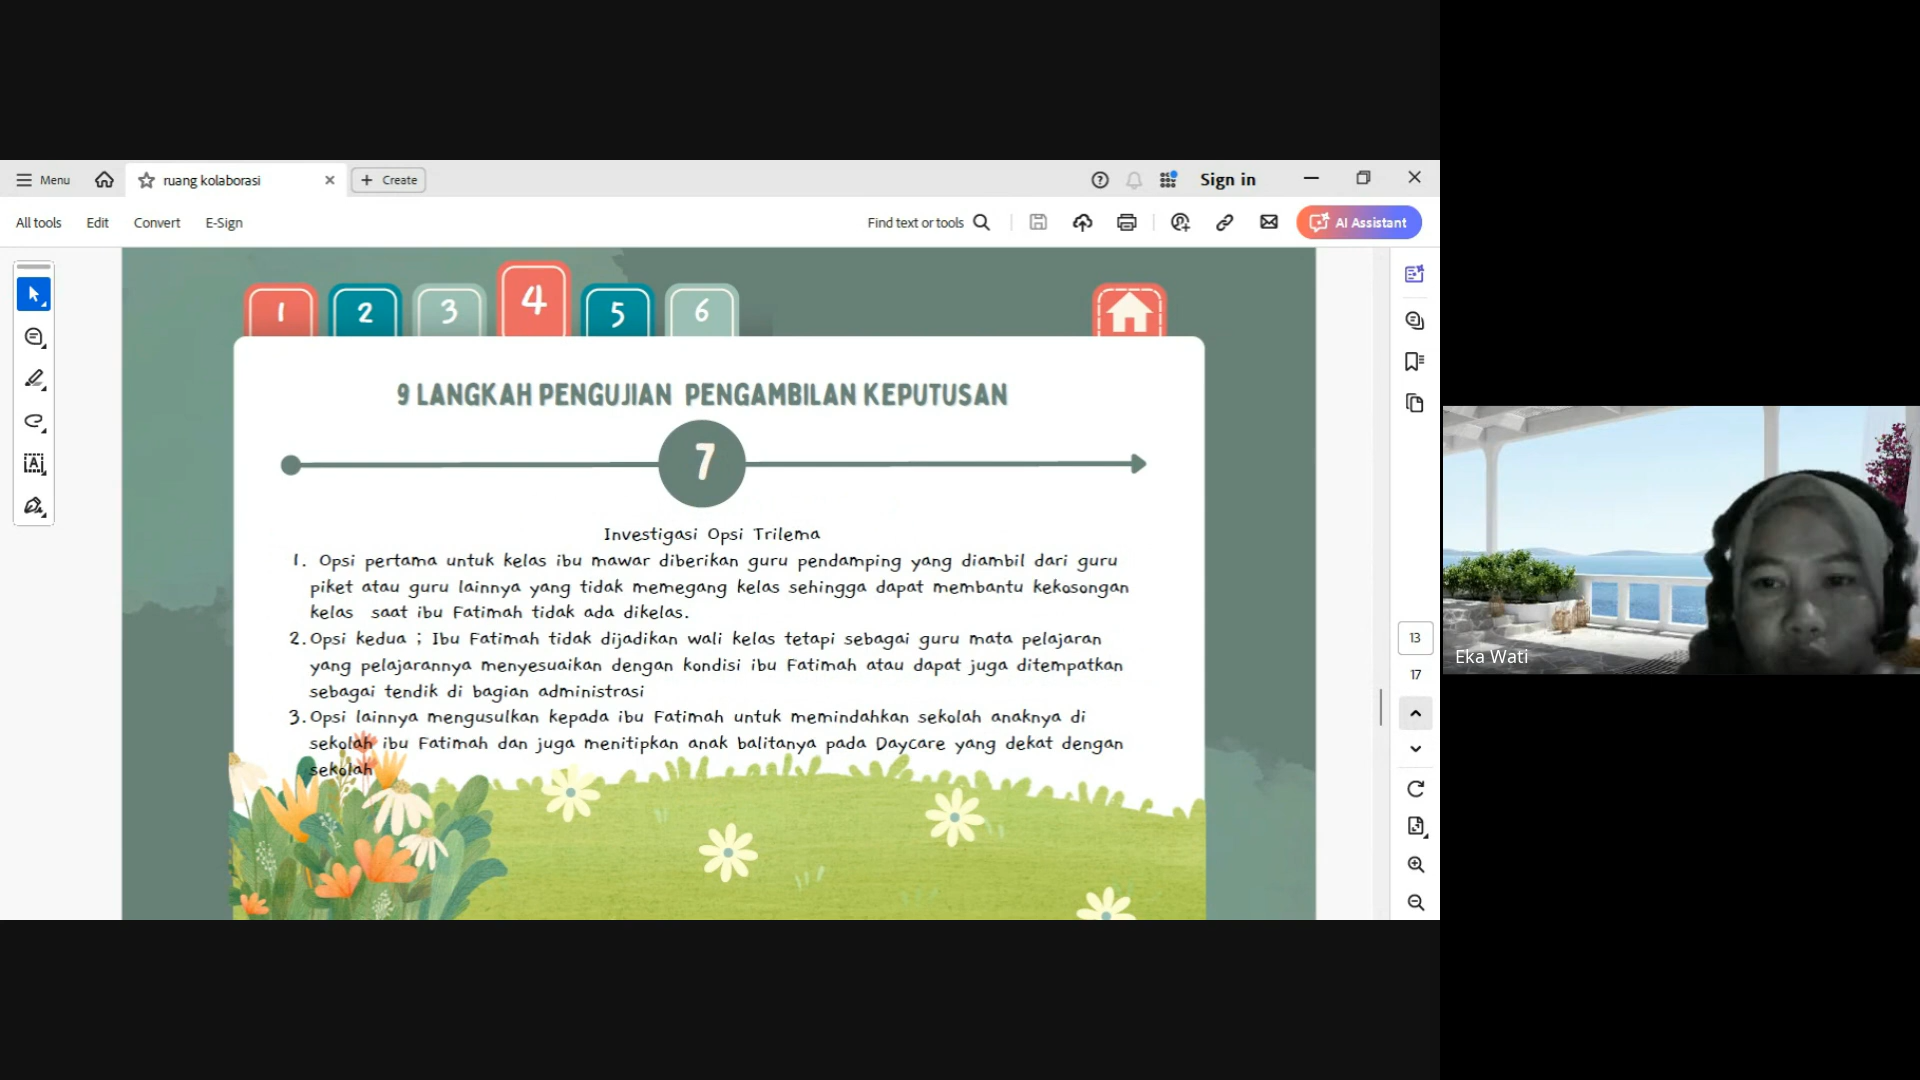 Menu
ruang kolaborasi
Create
Sign in
All tools
Edit
Convert
E-Sign
Find text or tools
AI Assistant
1
2
3
4
5
6
9 LANGKAH PENGUJIAN PENGAMBILAN KEPUTUSAN
7
Investigasi Opsi Trilema
1. Opsi pertama untuk kelas ibu mawar diberikan guru pendamping yang diambil dari guru
piket atau guru lainnya yang tidak memegang kelas sehingga dapat membantu kekosongan
kelas saat ibu Fatimah tidak ada dikelas.
2. Opsi kedua ; Ibu Fatimah tidak dijadikan wali kelas tetapi sebagai guru mata pelajaran
yang pelajarannya menyesuaikan dengan kondisi ibu Fatimah atau dapat juga ditempatkan
sebagai tendik di bagian administrasi
3. Opsi lainnya mengusulkan kepada ibu Fatimah untuk memindahkan sekolah anaknya di
sekolah ibu Fatimah dan juga menitipkan anak balitanya pada Daycare yang dekat dengan
sekolah
13
17
Eka Wati